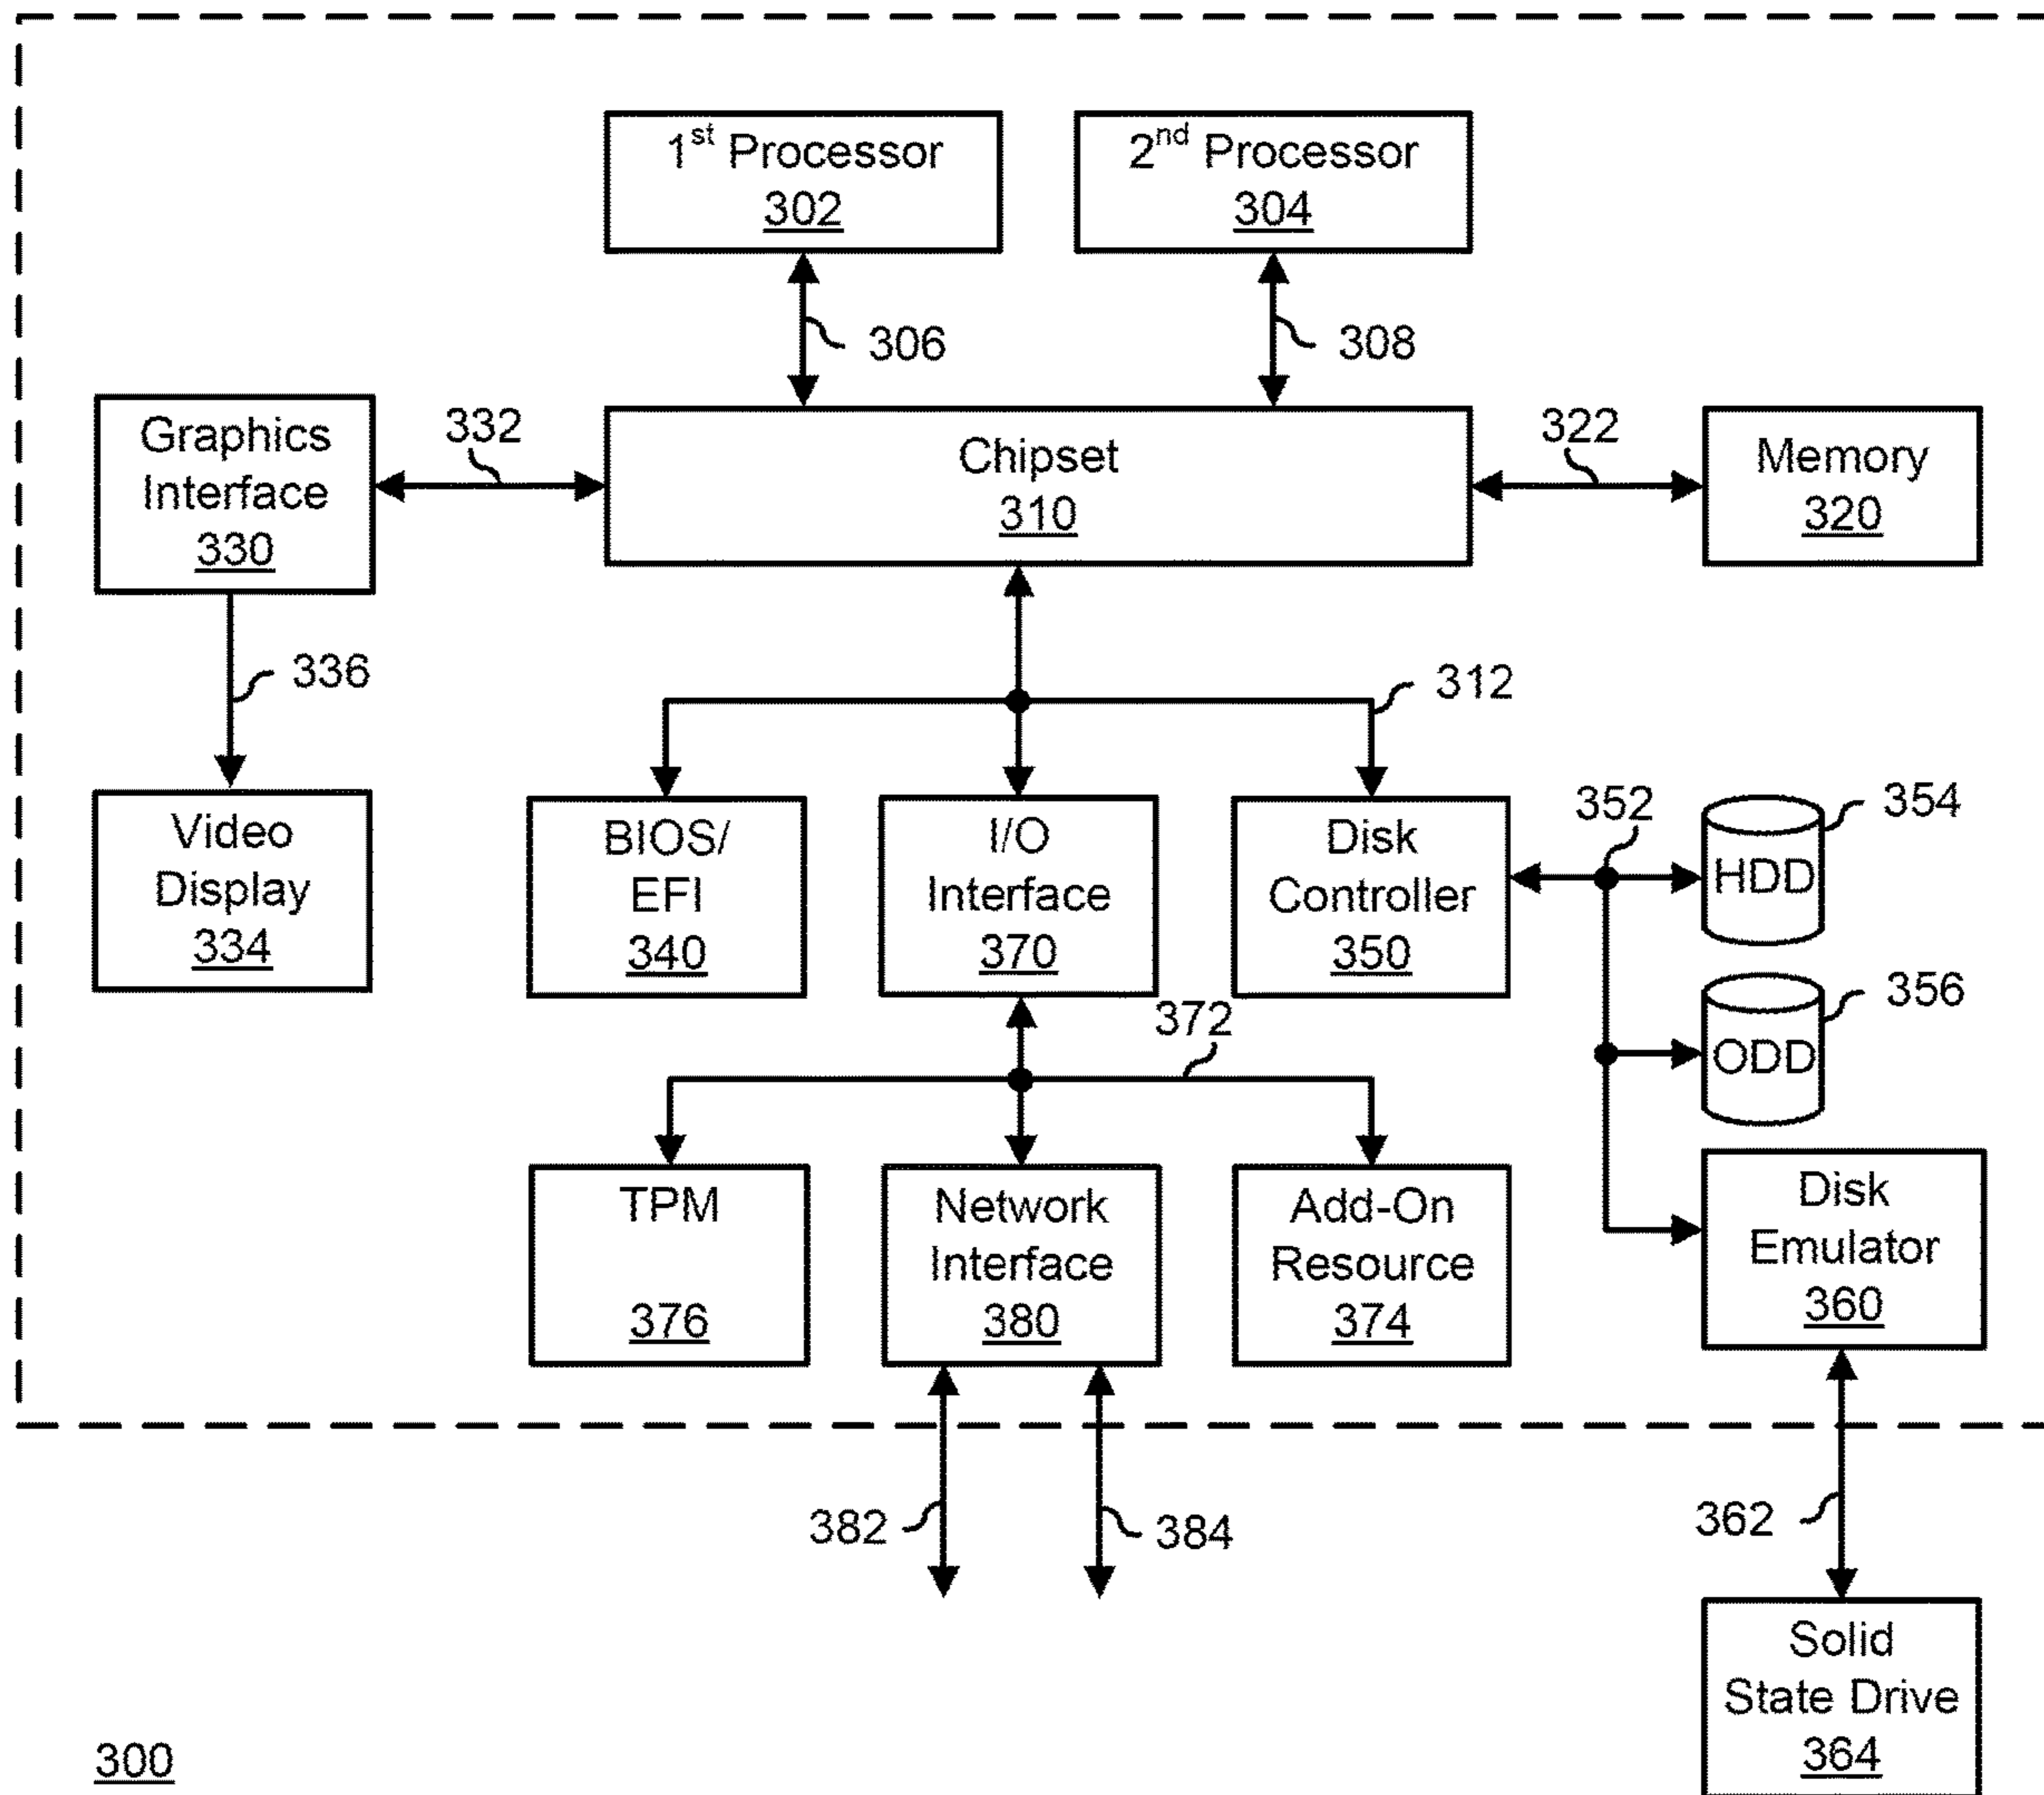 1st Processor
302
2nd Processor
304
306
308
Graphics
Interface
330
332
Chipset
310
322
Memory
320
336
312
Video
Display
334
BIOS/
EFI
340
I/O
Interface
370
Disk
Controller
350
352
354
HDD
356
ODD
372
TPM
376
Network
Interface
380
Add-On
Resource
374
Disk
Emulator
360
382
384
362
Solid
State Drive
364
300